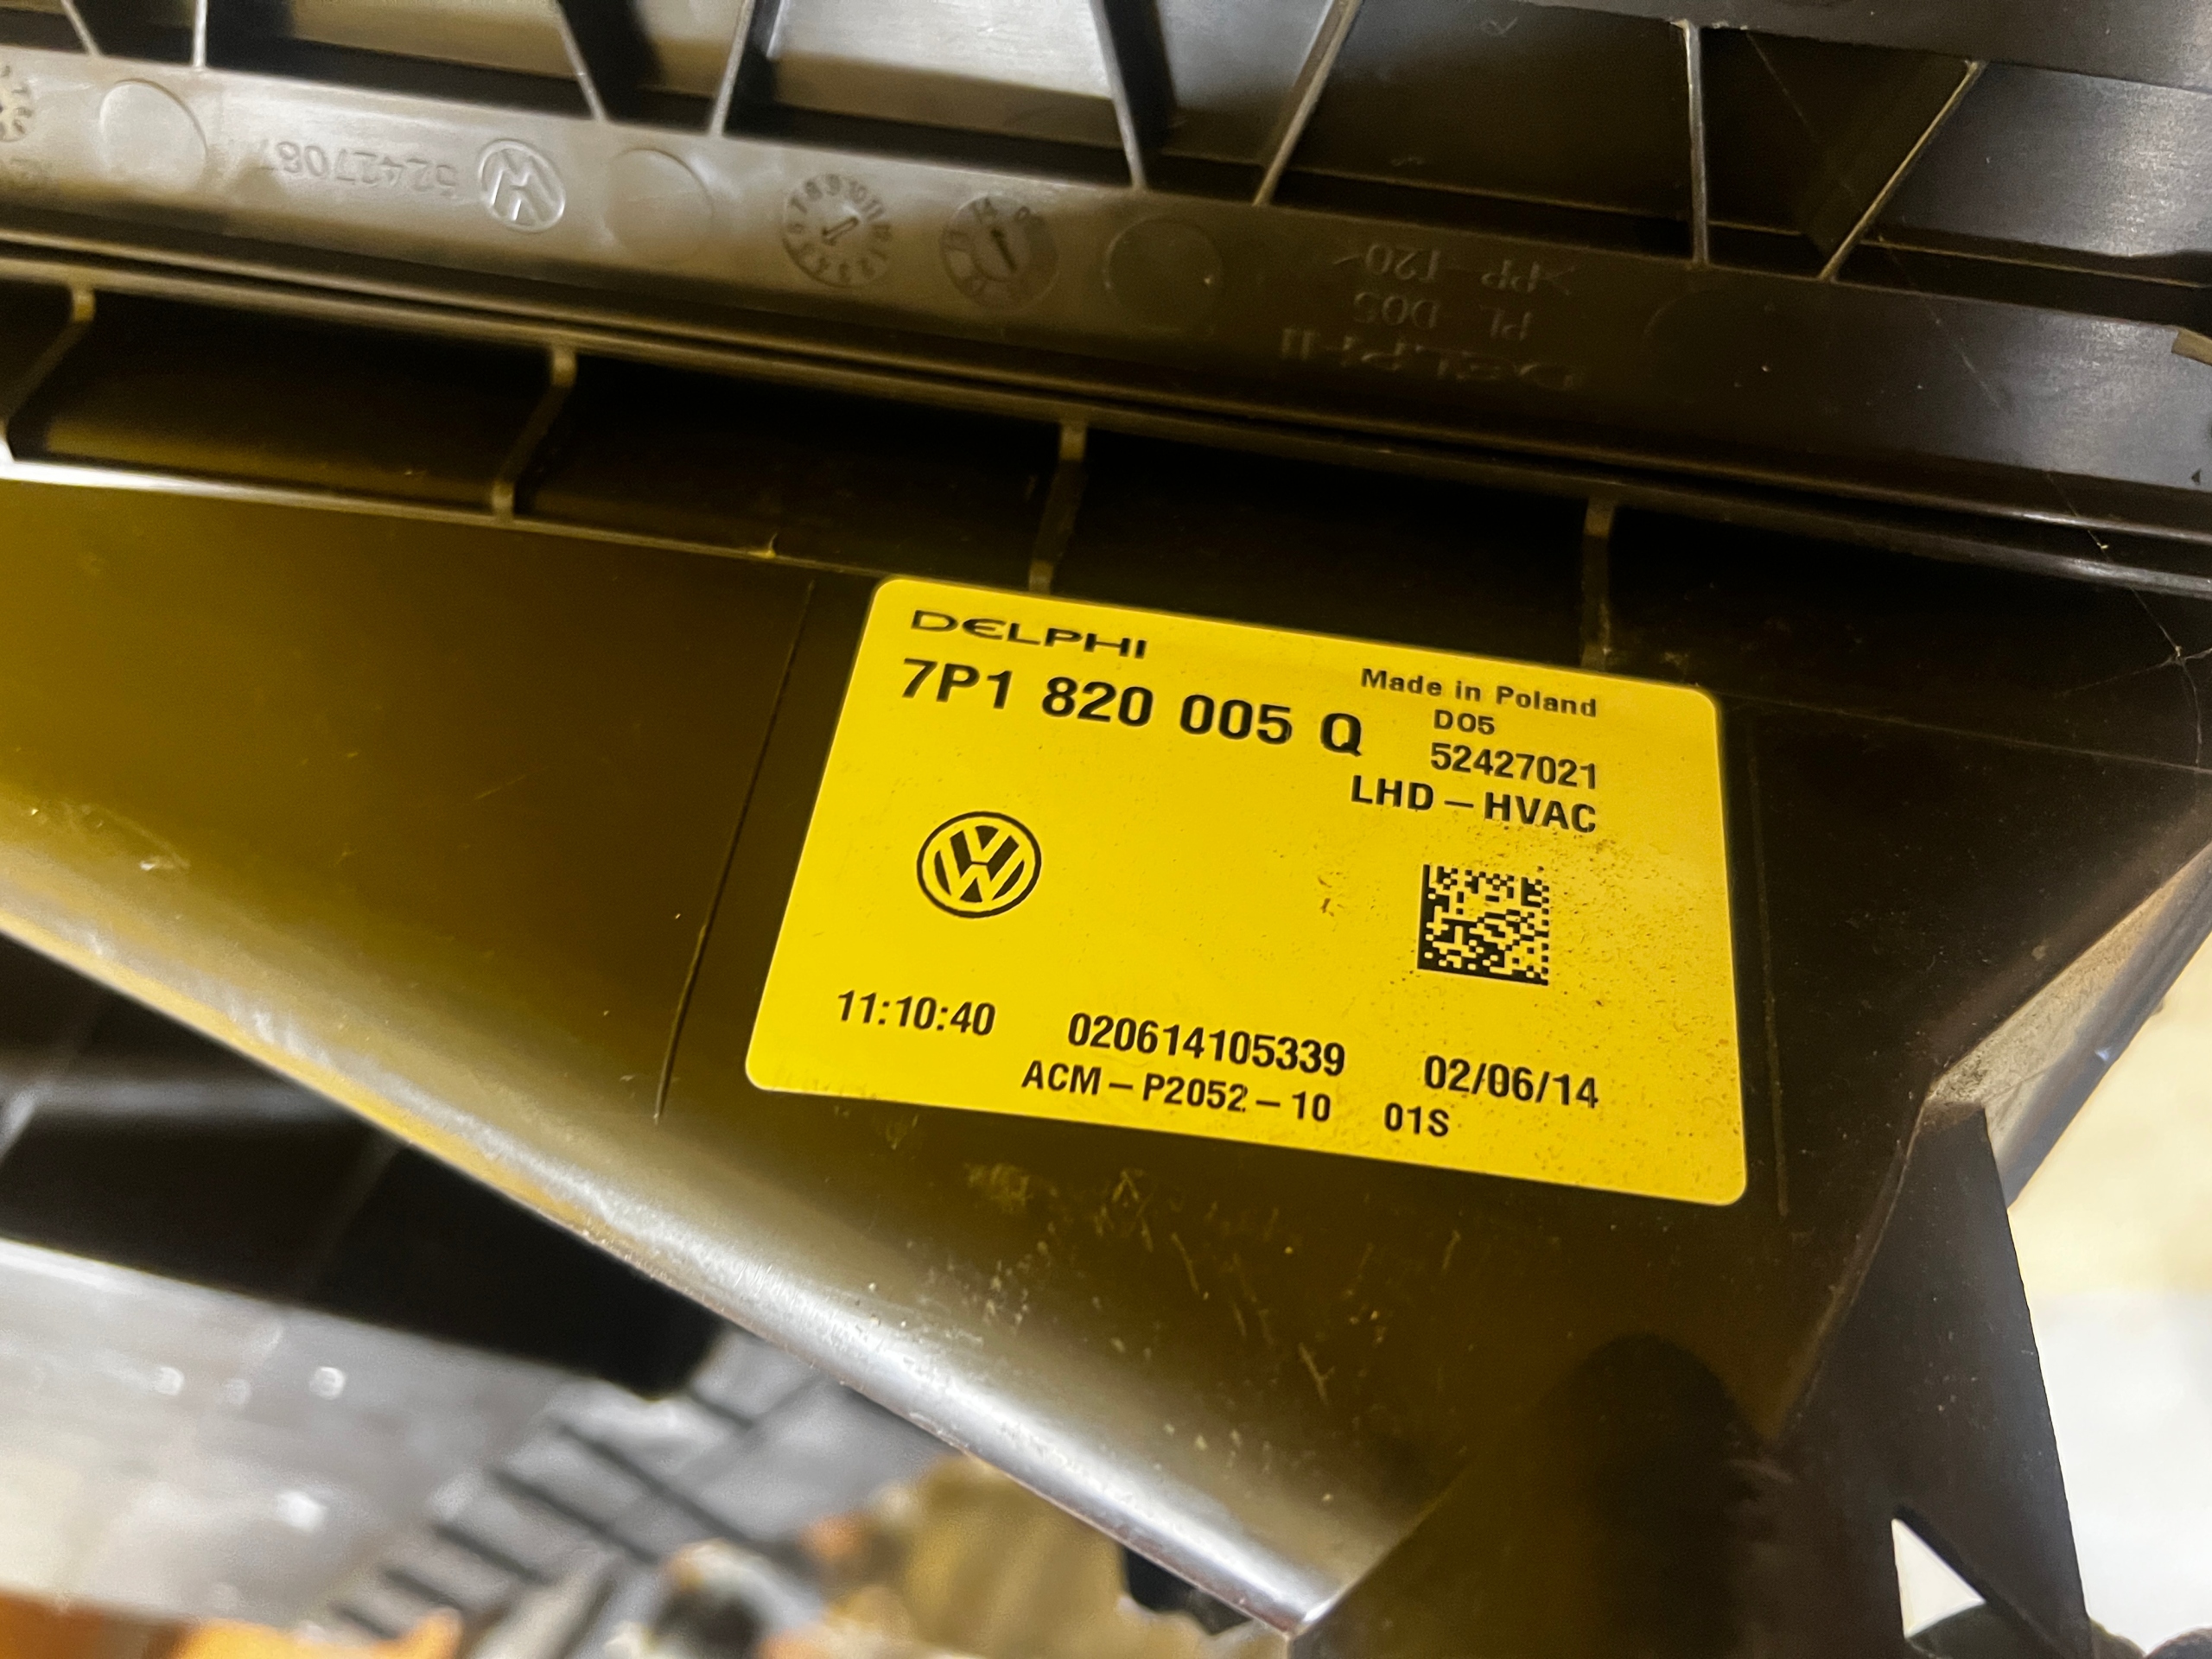 52427087
>PP-T20<
PL D05
DELPHI
DELPHI
Made in Poland
7P1 820 005 Q
D05
52427021
LHD – HVAC
11:10:40 020614105339 02/06/14
ACM – P2052 – 10 01S